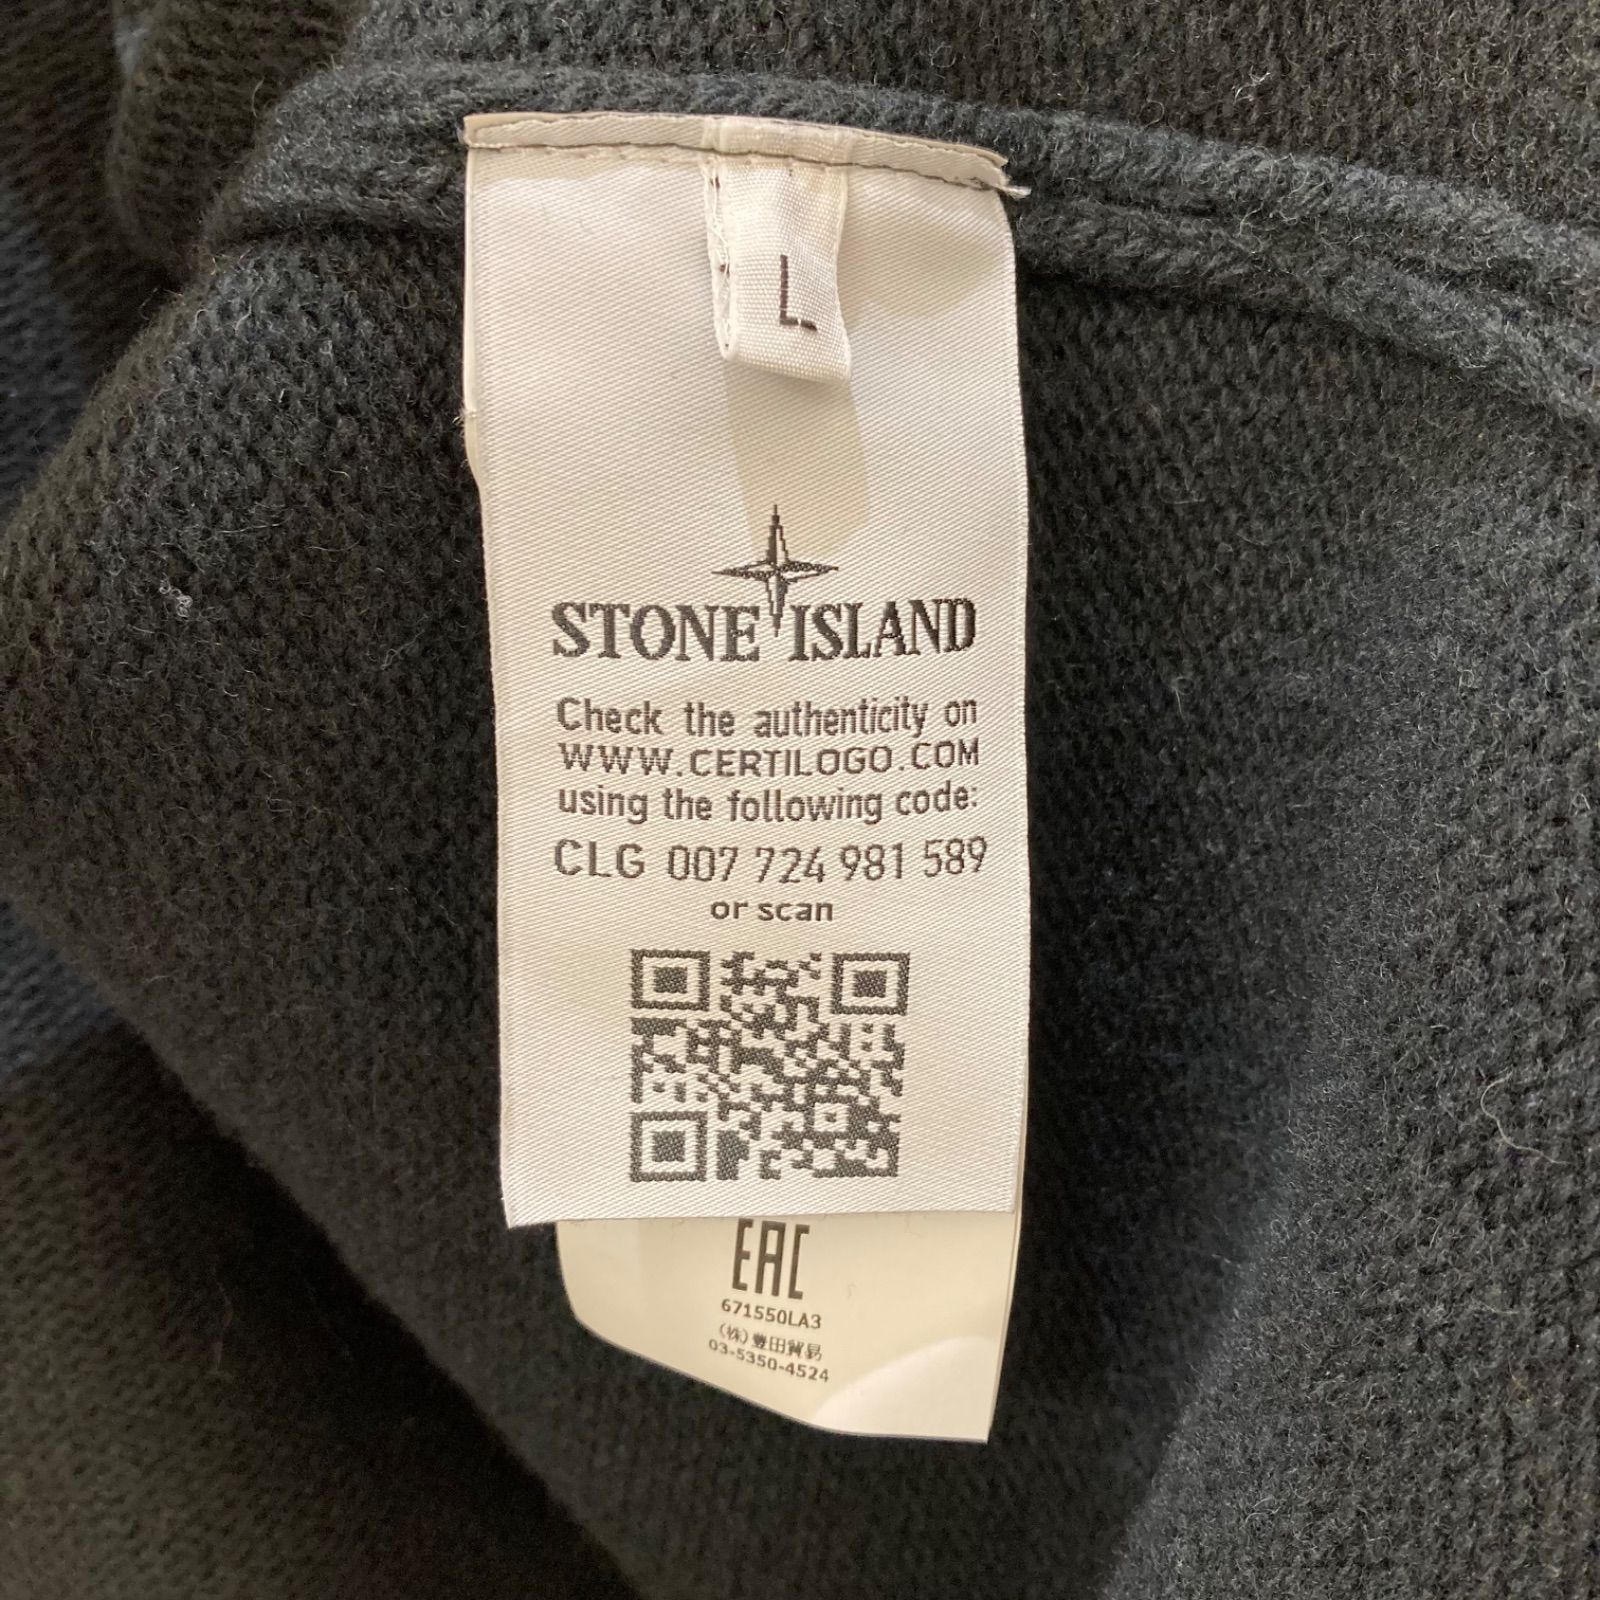 L
STONE ISLAND
Check the authenticity on
WWW.CERTILOGO.COM
using the following code:
CLG 007 724 981 589
or scan
EAC
671550LA3
(株)豊田貿易
03-5350-4524